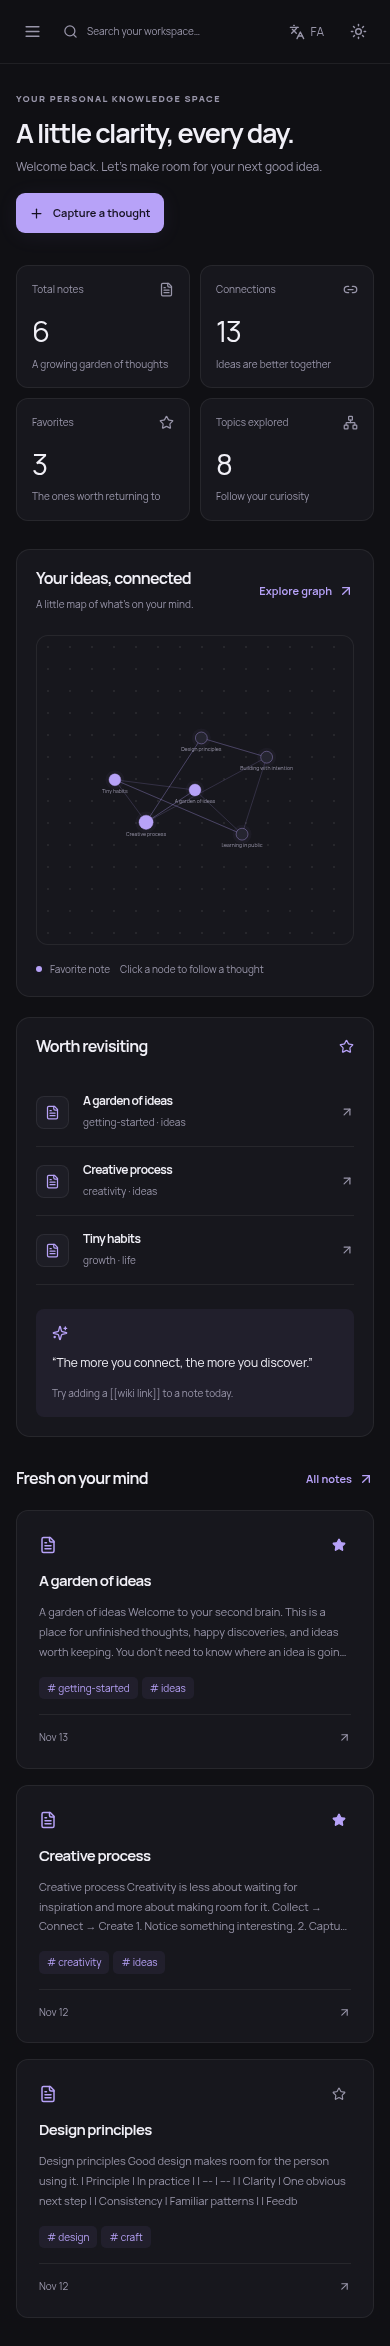 Search your workspace...
FA
YOUR PERSONAL KNOWLEDGE SPACE
A little clarity, every day.
Welcome back. Let's make room for your next good idea.
Capture a thought
Total notes
6
A growing garden of thoughts
Connections
13
Ideas are better together
Favorites
3
The ones worth returning to
Topics explored
8
Follow your curiosity
Your ideas, connected
A little map of what's on your mind.
Explore graph
Design principles
Building with intention
Tiny habits
A garden of ideas
Creative process
Learning in public
Favorite note
Click a node to follow a thought
Worth revisiting
A garden of ideas
getting-started · ideas
Creative process
creativity · ideas
Tiny habits
growth · life
“The more you connect, the more you discover.”
Try adding a [[wiki link]] to a note today.
Fresh on your mind
All notes
A garden of ideas
A garden of ideas Welcome to your second brain. This is a
place for unfinished thoughts, happy discoveries, and ideas
worth keeping. You don't need to know where an idea is goin...
# getting-started
# ideas
Nov 13
Creative process
Creative process Creativity is less about waiting for
inspiration and more about making room for it. Collect →
Connect → Create 1. Notice something interesting. 2. Captu...
# creativity
# ideas
Nov 12
Design principles
Design principles Good design makes room for the person
using it. | Principle | In practice | | --- | --- | | Clarity | One obvious
next step | | Consistency | Familiar patterns | | Feedb
# design
# craft
Nov 12